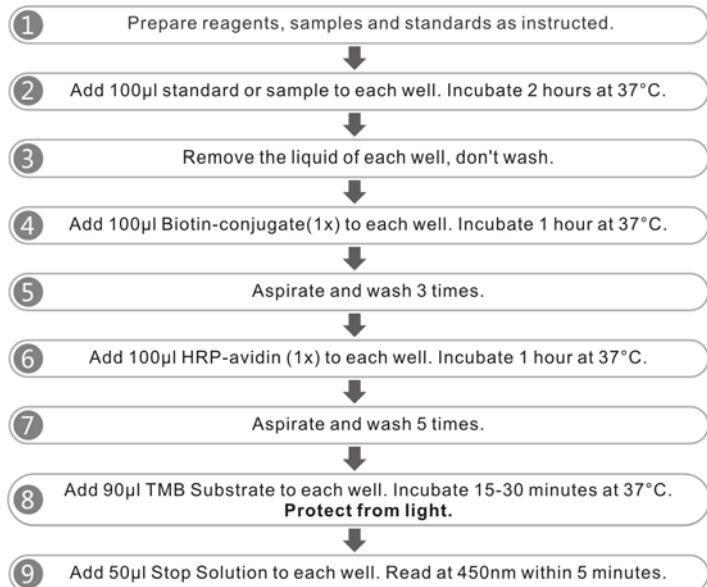 1 Prepare reagents, samples and standards as instructed.
2 Add 100μl standard or sample to each well. Incubate 2 hours at 37°C.
3 Remove the liquid of each well, don't wash.
4 Add 100μl Biotin-conjugate(1x) to each well. Incubate 1 hour at 37°C.
5 Aspirate and wash 3 times.
6 Add 100μl HRP-avidin (1x) to each well. Incubate 1 hour at 37°C.
7 Aspirate and wash 5 times.
8 Add 90μl TMB Substrate to each well. Incubate 15-30 minutes at 37°C.
Protect from light.
9 Add 50μl Stop Solution to each well. Read at 450nm within 5 minutes.